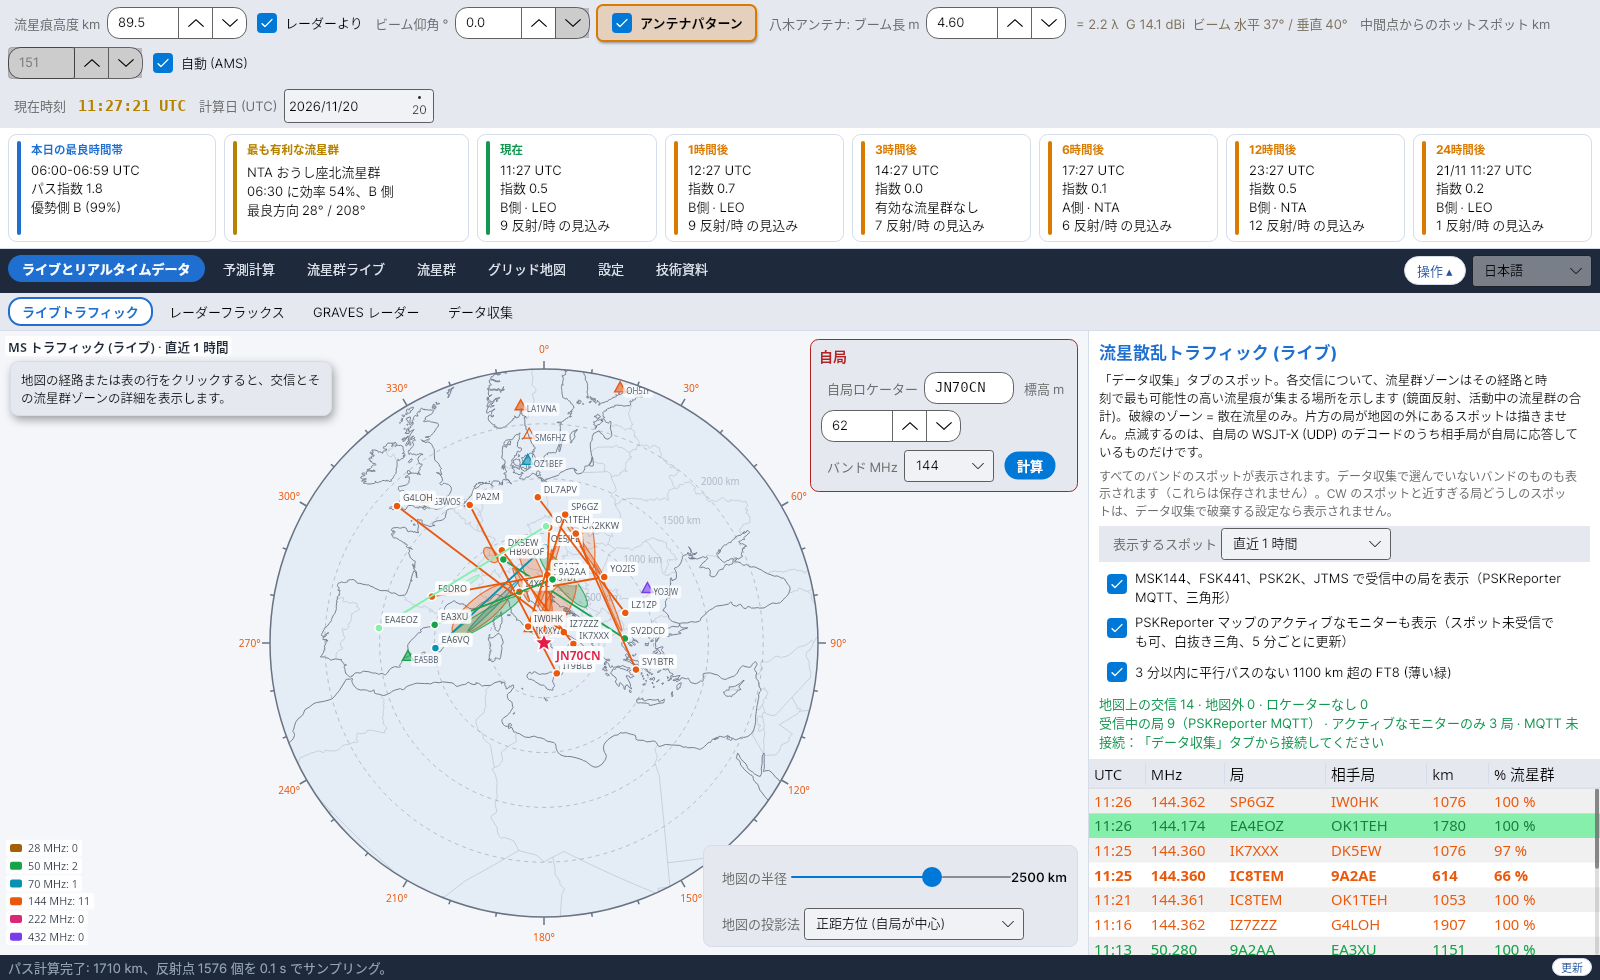 流星痕高度 km 89.5 レーダーより ビーム仰角 ° 0.0 アンテナパターン 八木アンテナ: ブーム長 m 4.60 = 2.2 λ G 14.1 dBi ビーム 水平 37° / 垂直 40° 中間点からのホットスポット km
151 自動 (AMS)
現在時刻 11:27:21 UTC 計算日 (UTC) 2026/11/20 20
本日の最良時間帯
06:00-06:59 UTC
パス指数 1.8
優勢側 B (99%)
最も有利な流星群
NTA おうし座北流星群
06:30 に効率 54%、B 側
最良方向 28° / 208°
現在
11:27 UTC
指数 0.5
B側 · LEO
9 反射/時 の見込み
1時間後
12:27 UTC
指数 0.7
B側 · LEO
9 反射/時 の見込み
3時間後
14:27 UTC
指数 0.0
有効な流星群なし
7 反射/時 の見込み
6時間後
17:27 UTC
指数 0.1
A側 · NTA
6 反射/時 の見込み
12時間後
23:27 UTC
指数 0.5
B側 · NTA
12 反射/時 の見込み
24時間後
21/11 11:27 UTC
指数 0.2
B側 · LEO
1 反射/時 の見込み
ライブとリアルタイムデータ 予測計算 流星群ライブ 流星群 グリッド地図 設定 技術資料 操作 ▴ 日本語
ライブトラフィック レーダーフラックス GRAVES レーダー データ収集
MS トラフィック (ライブ) · 直近 1 時間
地図の経路または表の行をクリックすると、交信とそ
の流星群ゾーンの詳細を表示します。
0°
30°
60°
90°
120°
150°
180°
210°
240°
270°
300°
330°
2000 km
1500 km
1000 km
LA1VNA
SM6FHZ
OZ1BEF
DL7APV
G4LOH
PA2M
SP6GZ
OK1TEH
DK5EW
HB9COF
9A2AA
YO2IS
YO3JW
LZ1ZP
EA4EOZ
EA3XU
EA6VQ
EA5BB
IW0HK
IZ7ZZZ
IK7XXX
SV2DCD
SV1BTR
JN70CN
自局
自局ロケーター JN70CN 標高 m
62
バンド MHz 144 計算
28 MHz: 0
50 MHz: 2
70 MHz: 1
144 MHz: 11
222 MHz: 0
432 MHz: 0
地図の半径 2500 km
地図の投影法 正距方位 (自局が中心)
流星散乱トラフィック (ライブ)
「データ収集」タブのスポット。各交信について、流星群ゾーンはその経路と時
刻で最も可能性の高い流星痕が集まる場所を示します (鏡面反射、活動中の流星群の合
計)。破線のゾーン = 散在流星のみ。片方の局が地図の外にあるスポットは描きませ
ん。点滅するのは、自局の WSJT-X (UDP) のデコードのうち相手局が自局に応答して
いるものだけです。
すべてのバンドのスポットが表示されます。データ収集で選んでいないバンドのものも表
示されます（これらは保存されません）。CW のスポットと近すぎる局どうしのスポッ
トは、データ収集で破棄する設定なら表示されません。
表示するスポット 直近 1 時間
MSK144、FSK441、PSK2K、JTMS で受信中の局を表示（PSKReporter
MQTT、三角形）
PSKReporter マップのアクティブなモニターも表示（スポット未受信で
も可、白抜き三角、5 分ごとに更新）
3 分以内に平行パスのない 1100 km 超の FT8 (薄い緑)
地図上の交信 14 · 地図外 0 · ロケーターなし 0
受信中の局 9（PSKReporter MQTT） · アクティブなモニターのみ 3 局 · MQTT 未
接続：「データ収集」タブから接続してください
UTC MHz 局 相手局 km % 流星群
11:26 144.362 SP6GZ IW0HK 1076 100 %
11:26 144.174 EA4EOZ OK1TEH 1780 100 %
11:25 144.360 IK7XXX DK5EW 1076 97 %
11:25 144.360 IC8TEM 9A2AE 614 66 %
11:21 144.361 IC8TEM OK1TEH 1053 100 %
11:16 144.362 IZ7ZZZ G4LOH 1907 100 %
11:13 50.280 9A2AA EA3XU 1151 100 %
パス計算完了: 1710 km、反射点 1576 個を 0.1 s でサンプリング。 更新